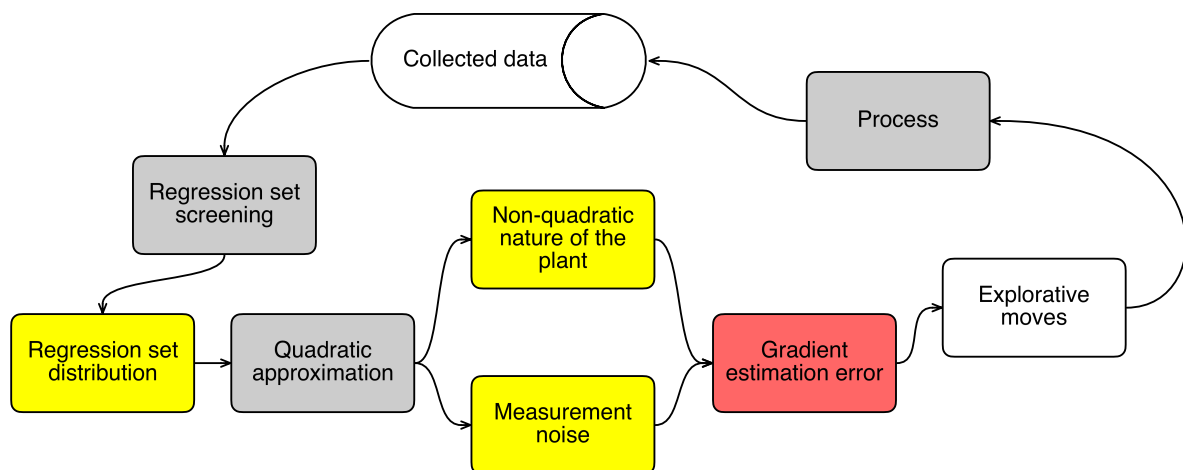 Collected data
Process
Regression set
screening
Non-quadratic
nature of the
plant
Explorative
moves
Regression set
distribution
Quadratic
approximation
Gradient
estimation error
Measurement
noise